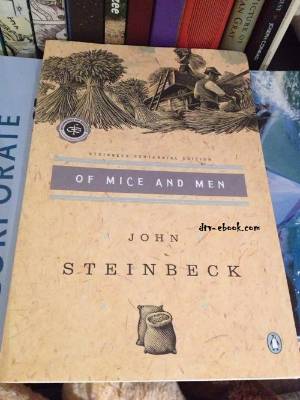 STEINBECK CENTENNIAL EDITION
OF MICE AND MEN
dtv-ebook.com
JOHN
STEINBECK
CORPORATE